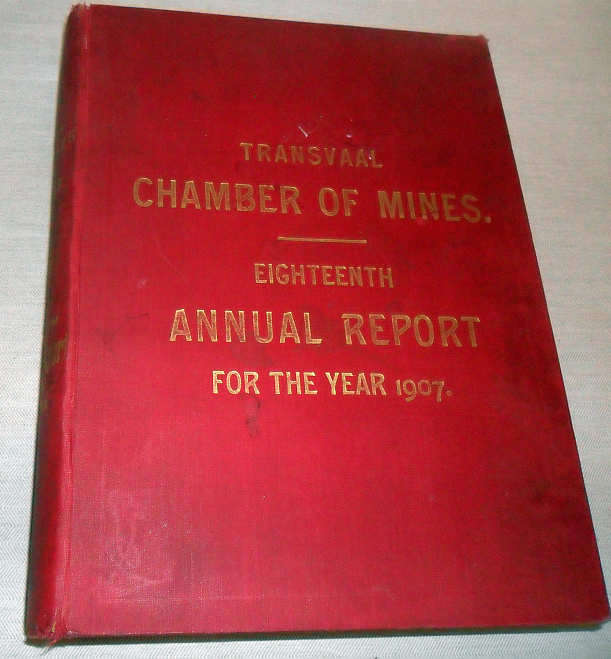 TRANSVAAL
CHAMBER OF MINES.
EIGHTEENTH
ANNUAL REPORT
FOR THE YEAR 1907.